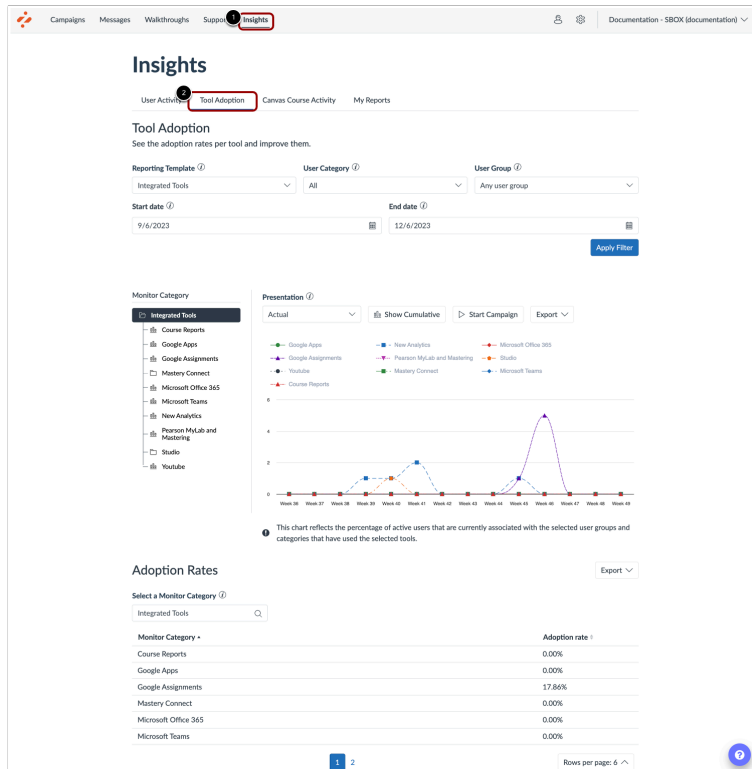 Campaigns Messages Walkthroughs Suppor 1 Insights Documentation - SBOX (documentation)
Insights
2
User Activity Tool Adoption Canvas Course Activity My Reports
Tool Adoption
See the adoption rates per tool and improve them.
Reporting Template User Category User Group
Integrated Tools All Any user group
Start date End date
9/6/2023 12/6/2023
Apply Filter
Monitor Category Presentation
Integrated Tools Actual Show Cumulative Start Campaign Export
Course Reports
Google Apps
Google Assignments
Mastery Connect
Microsoft Office 365
Microsoft Teams
New Analytics
Pearson MyLab and
Mastering
Studio
Youtube
Google Apps New Analytics Microsoft Office 365
Google Assignments Pearson MyLab and Mastering Studio
Youtube Mastery Connect Microsoft Teams
Course Reports
6
4
2
0
Week 36 Week 37 Week 38 Week 39 Week 40 Week 41 Week 42 Week 43 Week 44 Week 45 Week 46 Week 47 Week 48 Week 49
This chart reflects the percentage of active users that are currently associated with the selected user groups and
categories that have used the selected tools.
Adoption Rates Export
Select a Monitor Category
Integrated Tools
Monitor Category Adoption rate
Course Reports 0.00%
Google Apps 0.00%
Google Assignments 17.86%
Mastery Connect 0.00%
Microsoft Office 365 0.00%
Microsoft Teams 0.00%
1 2 Rows per page: 6
?